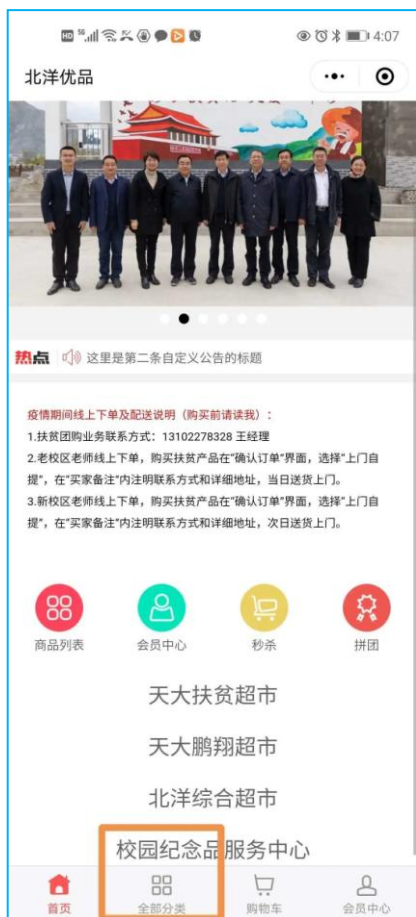 HD 5G 4:07
北洋优品
热点 这里是第二条自定义公告的标题
疫情期间线上下单及配送说明（购买前请读我）：
1.扶贫团购业务联系方式：13102278328 王经理
2.老校区老师线上下单，购买扶贫产品在“确认订单”界面，选择“上门自
提”，在“买家备注”内注明联系方式和详细地址，当日送货上门。
3.新校区老师线上下单，购买扶贫产品在“确认订单”界面，选择“上门自
提”，在“买家备注”内注明联系方式和详细地址，次日送货上门。
商品列表 会员中心 秒杀 拼团
天大扶贫超市
天大鹏翔超市
北洋综合超市
校园纪念品服务中心
首页 全部分类 购物车 会员中心